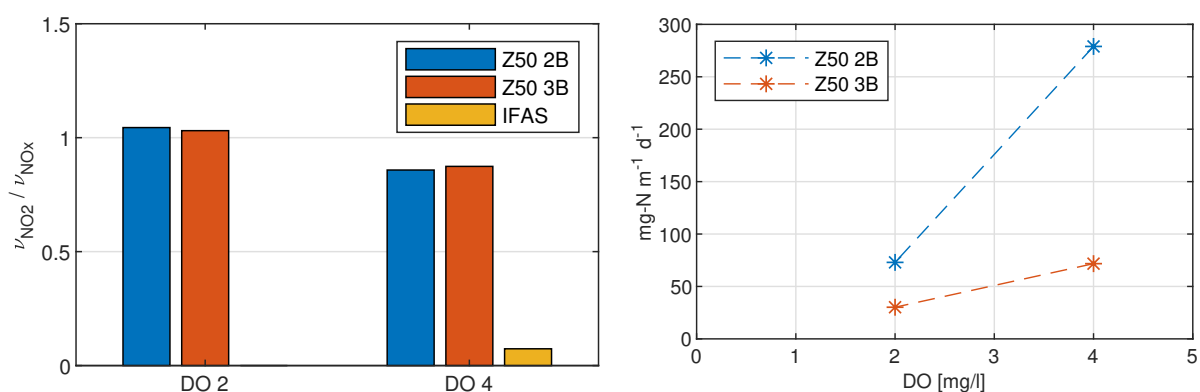 1.5
1
0.5
0
ν_NO2 / ν_NOx
Z50 2B
Z50 3B
IFAS
DO 2
DO 4
300
250
200
150
100
50
0
mg-N m⁻¹ d⁻¹
Z50 2B
Z50 3B
0 1 2 3 4 5
DO [mg/l]